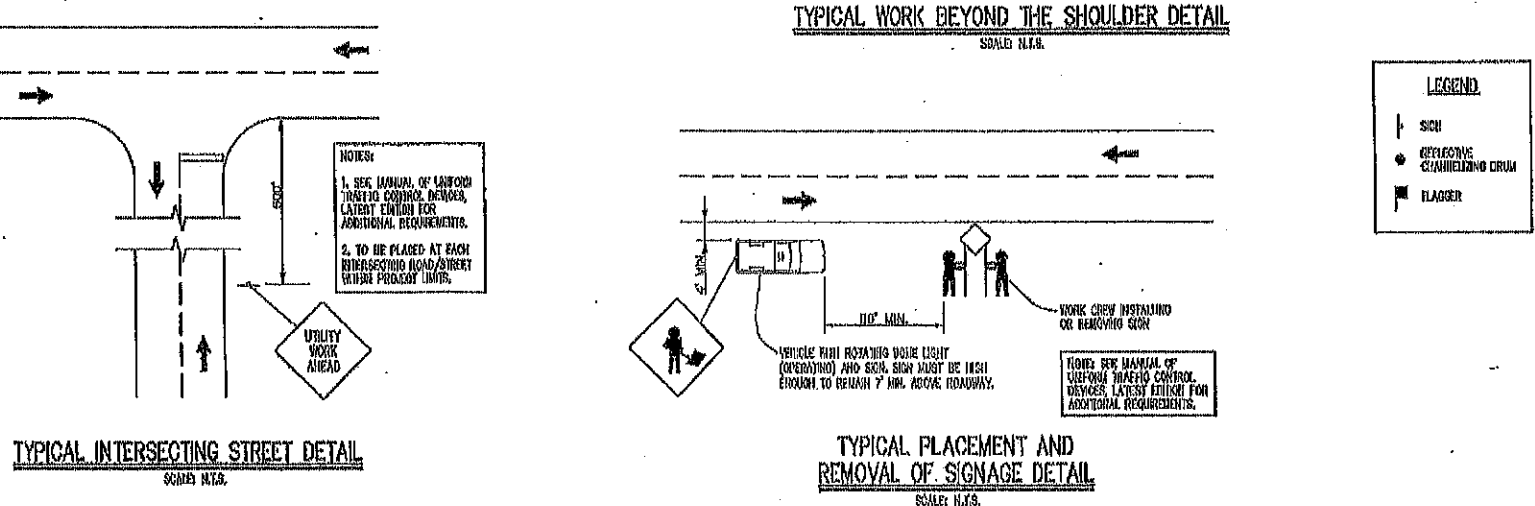 TYPICAL WORK BEYOND THE SHOULDER DETAIL
SCALE: N.T.S.
NOTES:
1. SEE MANUAL OF UNIFORM
TRAFFIC CONTROL DEVICES,
LATEST EDITION FOR
ADDITIONAL REQUIREMENTS.
2. TO BE PLACED AT EACH
INTERSECTING ROAD/STREET
WITHIN PROJECT LIMITS.
500'
UTILITY
WORK
AHEAD
TYPICAL INTERSECTING STREET DETAIL
SCALE: N.T.S.
LEGEND
SIGN
REFLECTIVE
CHANNELIZING DRUM
FLAGGER
MIN.
110' MIN.
WORK CREW INSTALLING
OR REMOVING SIGN
VEHICLE WITH ROTATING DOME LIGHT
(OPERATING) AND SIGN. SIGN MUST BE HIGH
ENOUGH TO REMAIN 7' MIN. ABOVE ROADWAY.
NOTE: SEE MANUAL OF
UNIFORM TRAFFIC CONTROL
DEVICES, LATEST EDITION FOR
ADDITIONAL REQUIREMENTS.
TYPICAL PLACEMENT AND
REMOVAL OF SIGNAGE DETAIL
SCALE: N.T.S.